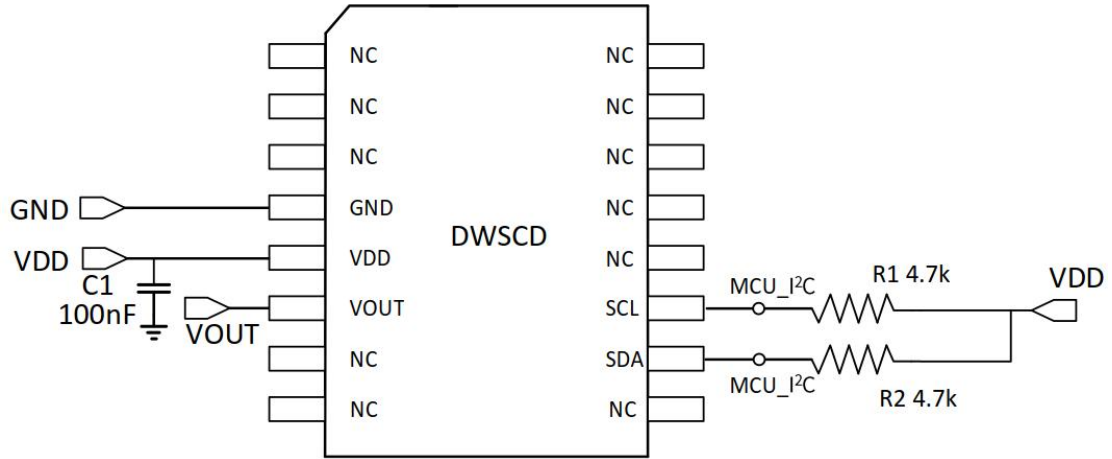 NC
NC
NC
GND
VDD
VOUT
NC
NC
DWSCD
NC
NC
NC
NC
NC
SCL
SDA
NC
GND
VDD
C1
100nF
VOUT
MCU_I²C
R1 4.7k
VDD
MCU_I²C
R2 4.7k